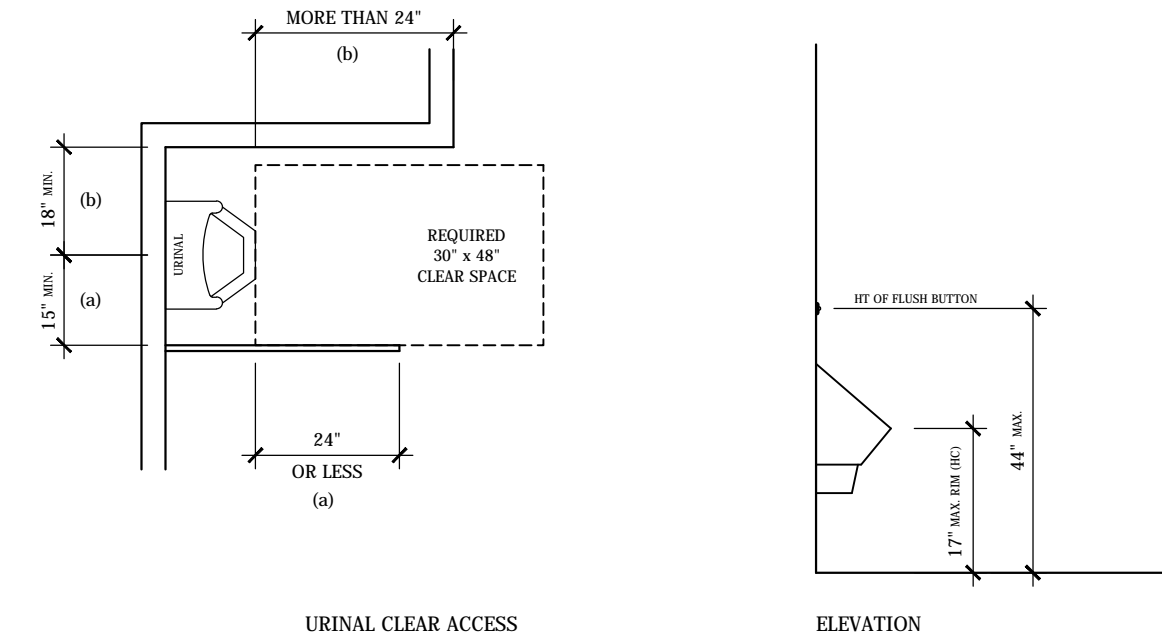 MORE THAN 24"
(b)
18" MIN.
(b)
15" MIN.
(a)
URINAL
REQUIRED
30" x 48"
CLEAR SPACE
24"
OR LESS
(a)
URINAL CLEAR ACCESS
HT OF FLUSH BUTTON
17" MAX. RIM (HC)
44" MAX.
ELEVATION